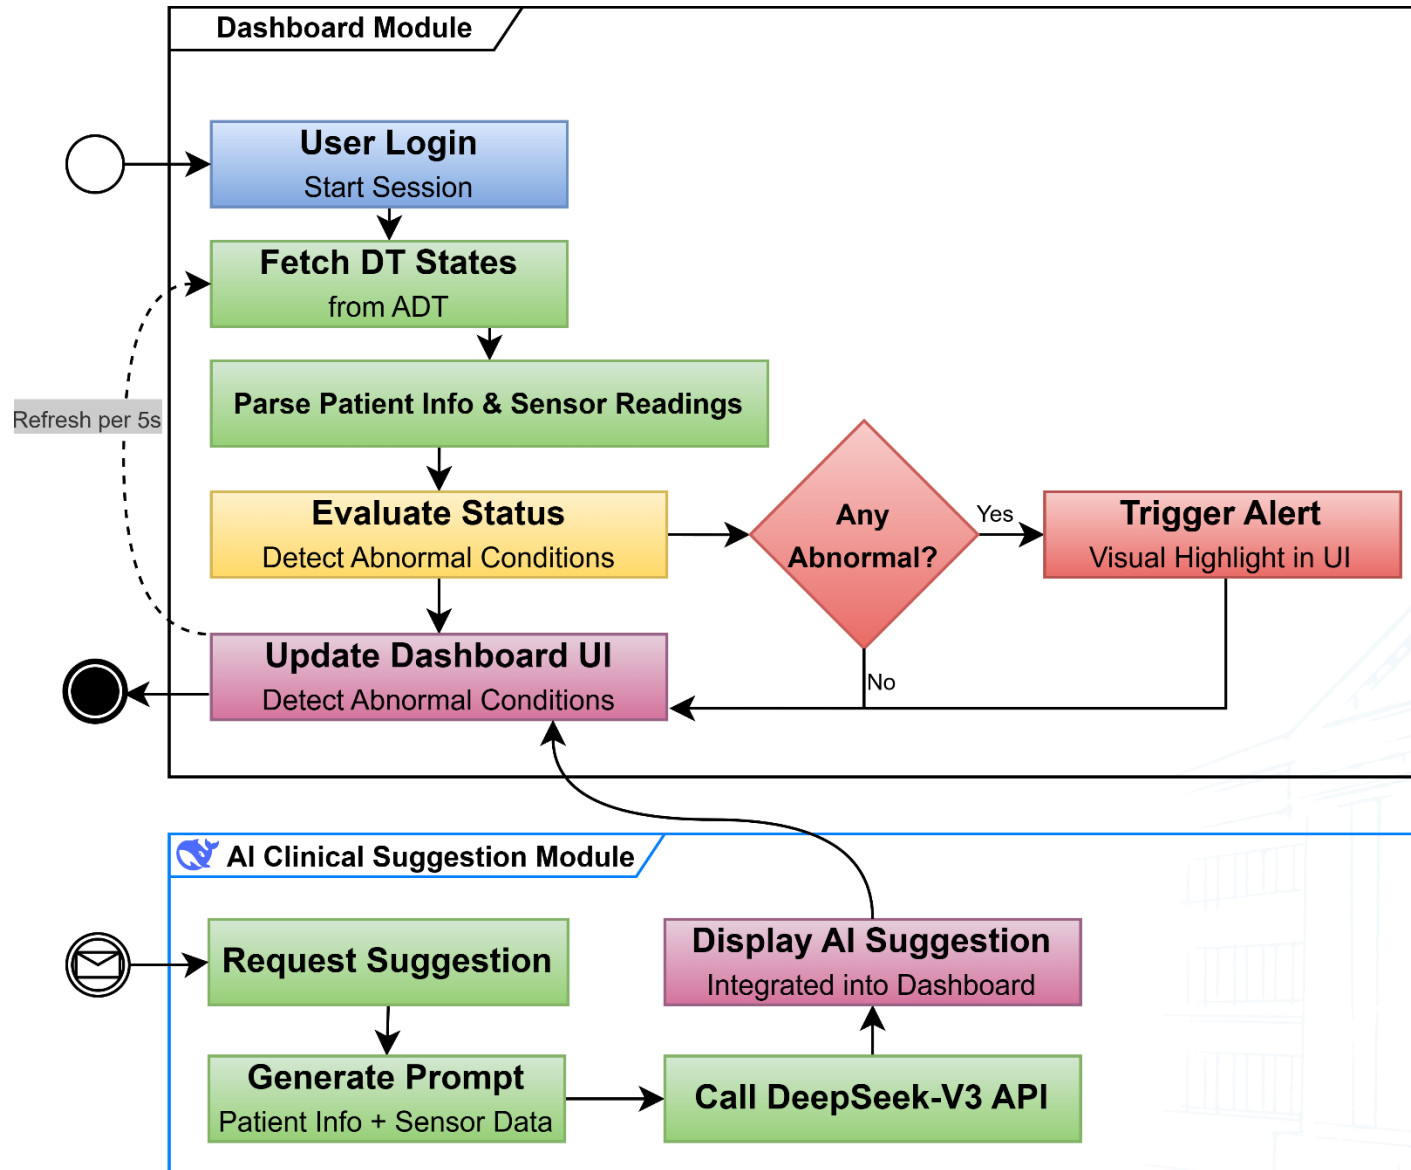 Dashboard Module
User Login
Start Session
Fetch DT States
from ADT
Refresh per 5s
Parse Patient Info & Sensor Readings
Evaluate Status
Detect Abnormal Conditions
Any
Abnormal?
Yes
Trigger Alert
Visual Highlight in UI
No
Update Dashboard UI
Detect Abnormal Conditions
AI Clinical Suggestion Module
Request Suggestion
Display AI Suggestion
Integrated into Dashboard
Generate Prompt
Patient Info + Sensor Data
Call DeepSeek-V3 API